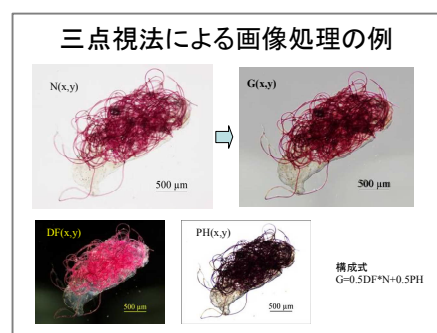 三点視法による画像処理の例
N(x,y)
500 µm
G(x,y)
500 µm
DF(x,y)
500 µm
PH(x,y)
500 µm
構成式
G=0.5DF*N+0.5PH